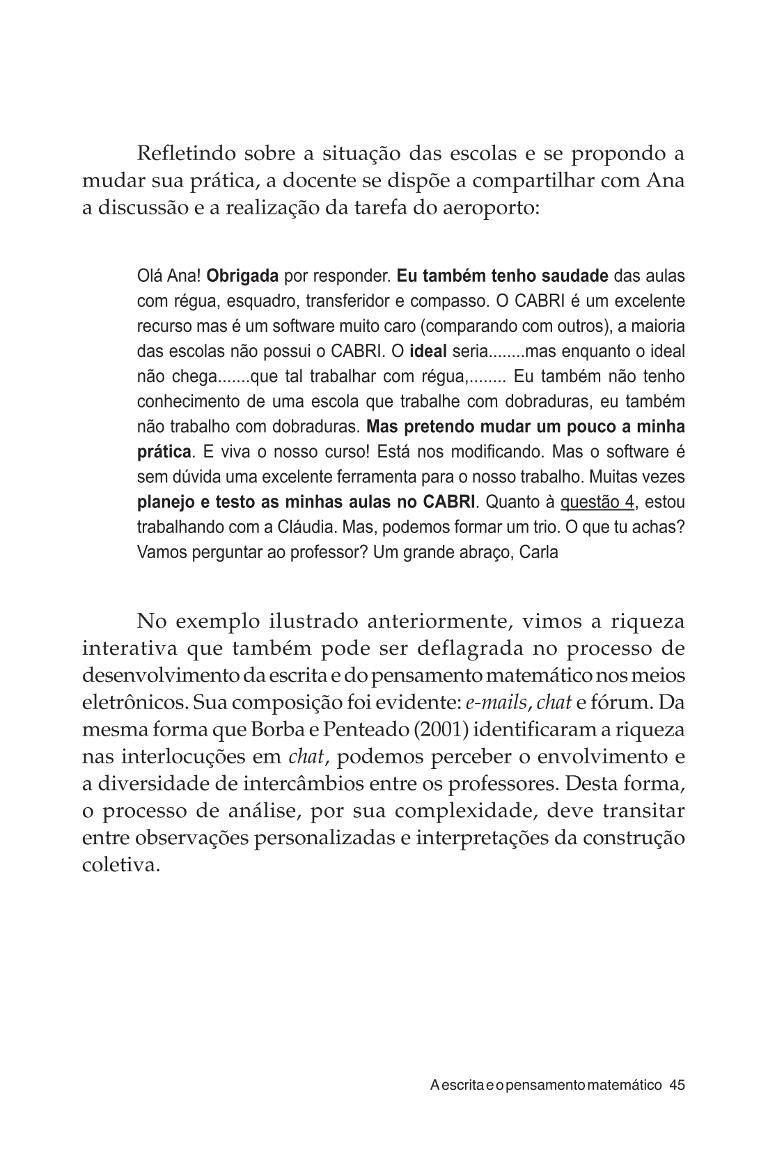 Refletindo sobre a situação das escolas e se propondo a
mudar sua prática, a docente se dispõe a compartilhar com Ana
a discussão e a realização da tarefa do aeroporto:
Olá Ana! Obrigada por responder. Eu também tenho saudade das aulas
com régua, esquadro, transferidor e compasso. O CABRI é um excelente
recurso mas é um software muito caro (comparando com outros), a maioria
das escolas não possui o CABRI. O ideal seria........mas enquanto o ideal
não chega.......que tal trabalhar com régua,........ Eu também não tenho
conhecimento de uma escola que trabalhe com dobraduras, eu também
não trabalho com dobraduras. Mas pretendo mudar um pouco a minha
prática. E viva o nosso curso! Está nos modificando. Mas o software é
sem dúvida uma excelente ferramenta para o nosso trabalho. Muitas vezes
planejo e testo as minhas aulas no CABRI. Quanto à questão 4, estou
trabalhando com a Cláudia. Mas, podemos formar um trio. O que tu achas?
Vamos perguntar ao professor? Um grande abraço, Carla
No exemplo ilustrado anteriormente, vimos a riqueza
interativa que também pode ser deflagrada no processo de
desenvolvimento da escrita e do pensamento matemático nos meios
eletrônicos. Sua composição foi evidente: e-mails, chat e fórum. Da
mesma forma que Borba e Penteado (2001) identificaram a riqueza
nas interlocuções em chat, podemos perceber o envolvimento e
a diversidade de intercâmbios entre os professores. Desta forma,
o processo de análise, por sua complexidade, deve transitar
entre observações personalizadas e interpretações da construção
coletiva.
A escrita e o pensamento matemático 45